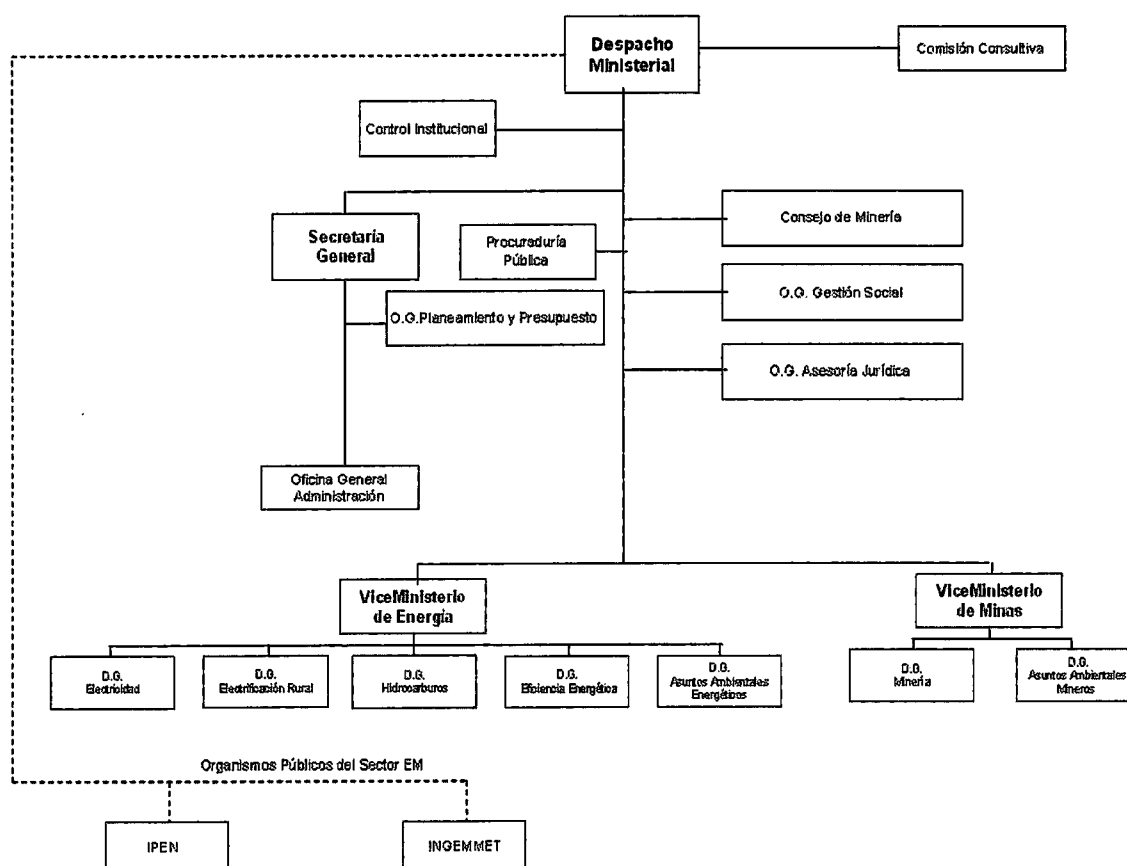 Despacho
Ministerial
Comisión Consultiva
Control Institucional
Secretaría
General
Procuraduría
Pública
Consejo de Minería
O.G. Gestión Social
O.G.Planeamiento y Presupuesto
O.G. Asesoría Jurídica
Oficina General
Administración
ViceMinisterio
de Energía
ViceMinisterio
de Minas
D.G.
Electricidad
D.G.
Electrificación Rural
D.G.
Hidrocarburos
D.G.
Eficiencia Energética
D.G.
Asuntos Ambientales
Energéticos
D.G.
Minería
D.G.
Asuntos Ambientales
Mineros
Organismos Públicos del Sector EM
IPEN
INGEMMET